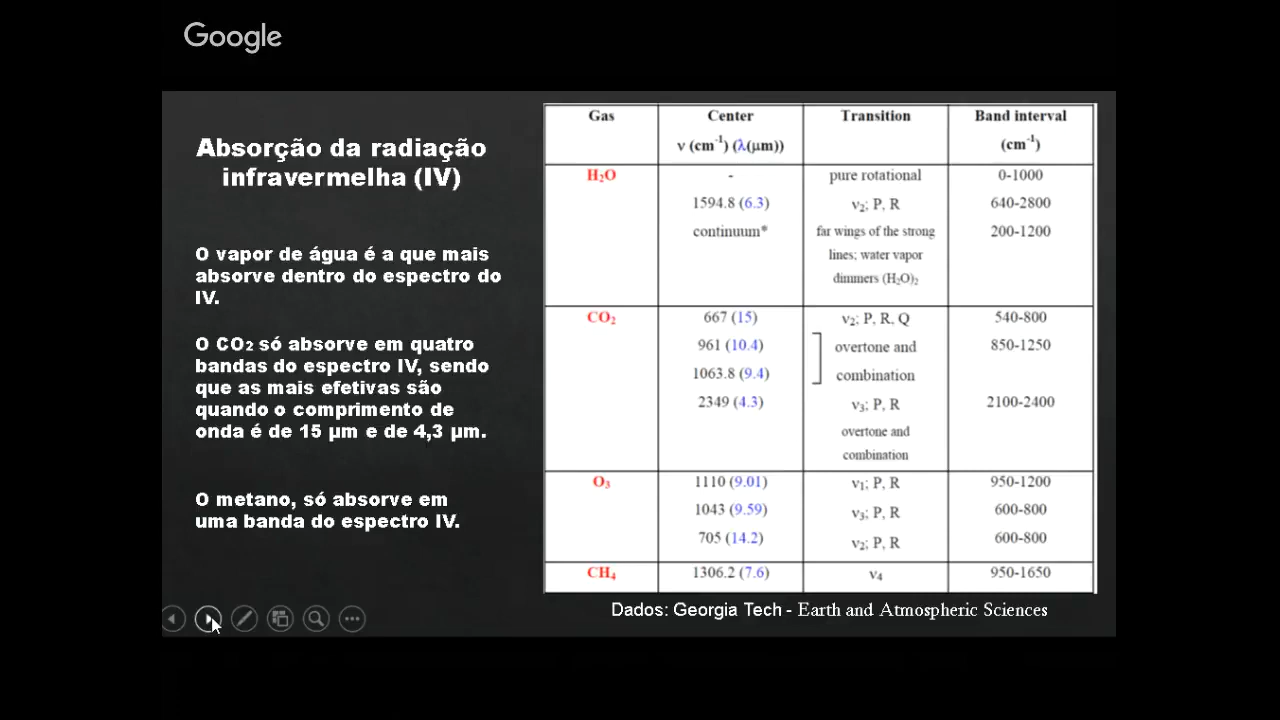 Google
Absorção da radiação
infravermelha (IV)
O vapor de água é a que mais
absorve dentro do espectro do
IV.
O CO₂ só absorve em quatro
bandas do espectro IV, sendo
que as mais efetivas são
quando o comprimento de
onda é de 15 µm e de 4,3 µm.
O metano, só absorve em
uma banda do espectro IV.
Gas Center Transition Band interval
ν (cm⁻¹) (λ(µm)) (cm⁻¹)
H₂O - pure rotational 0-1000
1594.8 (6.3) ν₂; P, R 640-2800
continuum* far wings of the strong 200-1200
lines; water vapor
dimmers (H₂O)₂
CO₂ 667 (15) ν₂; P, R, Q 540-800
961 (10.4) overtone and 850-1250
1063.8 (9.4) combination
2349 (4.3) ν₃; P, R 2100-2400
overtone and
combination
O₃ 1110 (9.01) ν₁; P, R 950-1200
1043 (9.59) ν₃; P, R 600-800
705 (14.2) ν₂; P, R 600-800
CH₄ 1306.2 (7.6) ν₄ 950-1650
Dados: Georgia Tech - Earth and Atmospheric Sciences